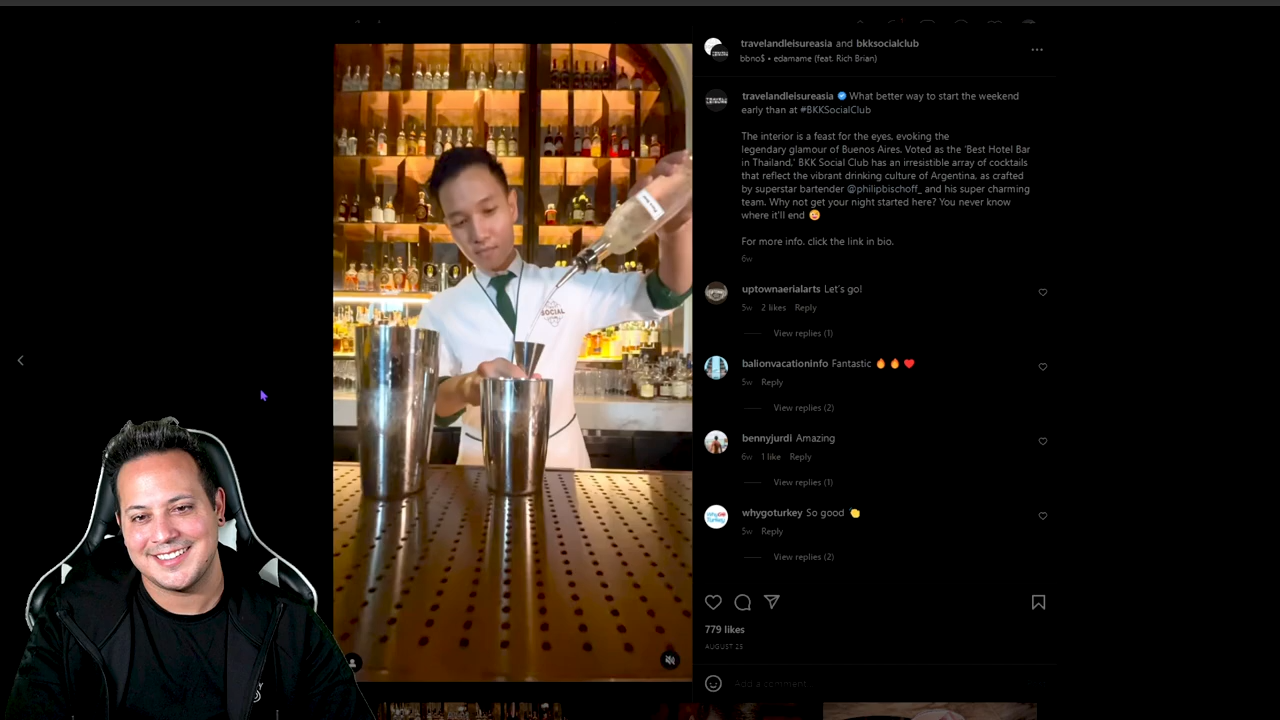 travelandleisureasia and bkksocialclub
bbno$ • edamame (feat. Rich Brian)
travelandleisureasia What better way to start the weekend
early than at #BKKSocialClub
The interior is a feast for the eyes, evoking the
legendary glamour of Buenos Aires. Voted as the 'Best Hotel Bar
in Thailand,' BKK Social Club has an irresistible array of cocktails
that reflect the vibrant drinking culture of Argentina, as crafted
by superstar bartender @philipbischoff_ and his super charming
team. Why not get your night started here? You never know
where it'll end
For more info, click the link in bio.
6w
uptownaerialarts Let's go!
5w 2 likes Reply
View replies (1)
balionvacationinfo Fantastic
5w Reply
View replies (2)
bennyjurdi Amazing
6w 1 like Reply
View replies (1)
whygoturkey So good
5w Reply
View replies (2)
779 likes
AUGUST 25
Add a comment...
SOCIAL